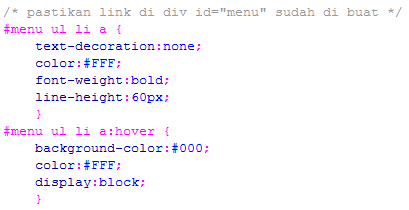 /* pastikan link di div id="menu" sudah di buat */
#menu ul li a {
    text-decoration:none;
    color:#FFF;
    font-weight:bold;
    line-height:60px;
    }
#menu ul li a:hover {
    background-color:#000;
    color:#FFF;
    display:block;
    }